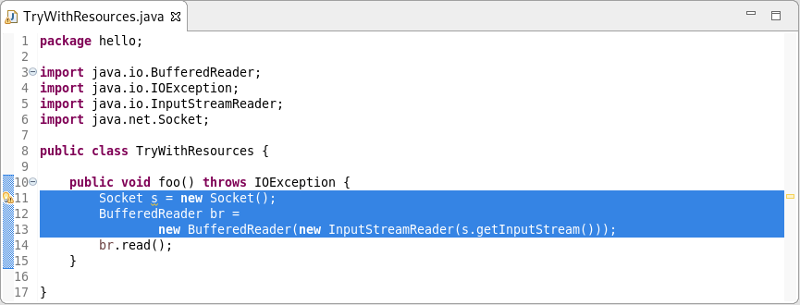 TryWithResources.java
1 package hello;
2
3 import java.io.BufferedReader;
4 import java.io.IOException;
5 import java.io.InputStreamReader;
6 import java.net.Socket;
7
8 public class TryWithResources {
9
10     public void foo() throws IOException {
11         Socket s = new Socket();
12         BufferedReader br =
13                 new BufferedReader(new InputStreamReader(s.getInputStream()));
14         br.read();
15     }
16
17 }